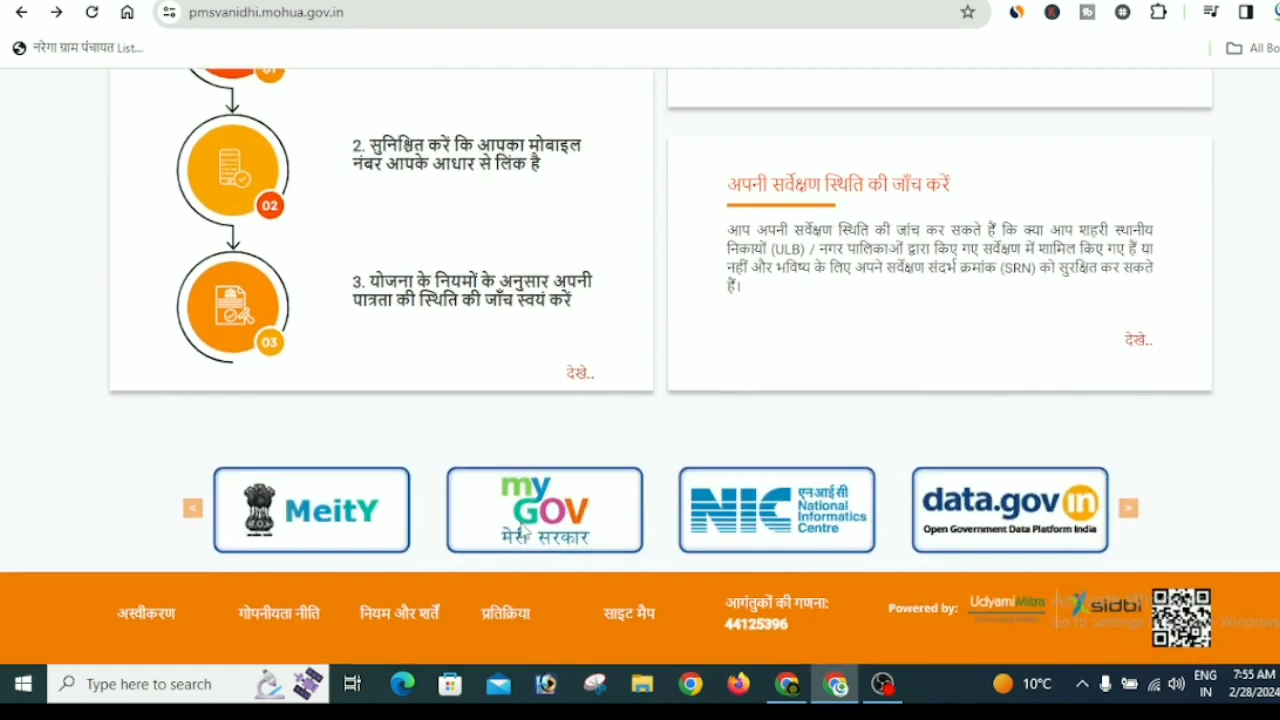 pmsvanidhi.mohua.gov.in
नरेगा ग्राम पंचायत List...
All Bo
01
2. सुनिश्चित करें कि आपका मोबाइल
नंबर आपके आधार से लिंक है
02
3. योजना के नियमों के अनुसार अपनी
पात्रता की स्थिति की जाँच स्वयं करें
03
देखे..
अपनी सर्वेक्षण स्थिति की जाँच करें
आप अपनी सर्वेक्षण स्थिति की जांच कर सकते हैं कि क्या आप शहरी स्थानीय
निकायों (ULB) / नगर पालिकाओं द्वारा किए गए सर्वेक्षण में शामिल किए गए हैं या
नहीं और भविष्य के लिए अपने सर्वेक्षण संदर्भ क्रमांक (SRN) को सुरक्षित कर सकते
हैं।
देखे..
<
MeitY
my
GOV
मेरी सरकार
NIC
एनआईसी
National
Informatics
Centre
data.gov in
Open Government Data Platform India
>
अस्वीकरण
गोपनीयता नीति
नियम और शर्तें
प्रतिक्रिया
साइट मैप
आगंतुकों की गणना:
44125396
Powered by:
UdyamiMitra
sidbi
Go to Settings
Windows
Type here to search
10°C
ENG
IN
7:55 AM
2/28/2024